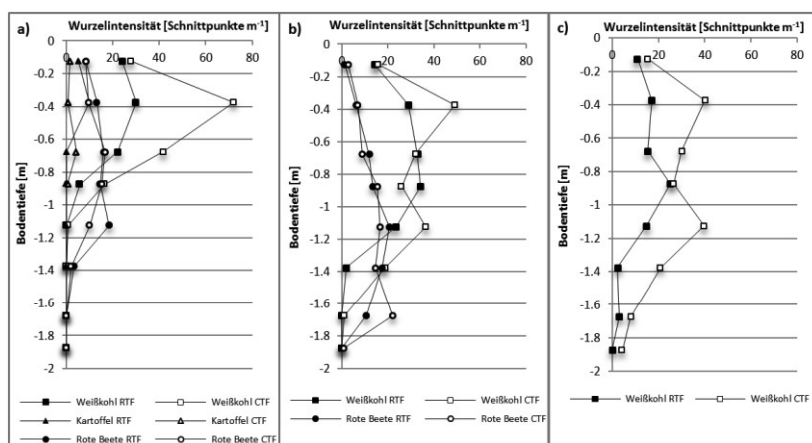 a) Wurzelintensität [Schnittpunkte m⁻¹]
0 20 40 60 80
0
-0.2
-0.4
-0.6
-0.8
-1
-1.2
-1.4
-1.6
-1.8
-2
Bodentiefe [m]
Weißkohl RTF Weißkohl CTF
Kartoffel RTF Kartoffel CTF
Rote Beete RTF Rote Beete CTF
b) Wurzelintensität [Schnittpunkte m⁻¹]
0 20 40 60 80
0
-0.2
-0.4
-0.6
-0.8
-1
-1.2
-1.4
-1.6
-1.8
-2
Bodentiefe [m]
Weißkohl RTF Weißkohl CTF
Rote Beete RTF Rote Beete CTF
c) Wurzelintensität [Schnittpunkte m⁻¹]
0 20 40 60 80
0
-0.2
-0.4
-0.6
-0.8
-1
-1.2
-1.4
-1.6
-1.8
-2
Bodentiefe [m]
Weißkohl RTF Weißkohl CTF